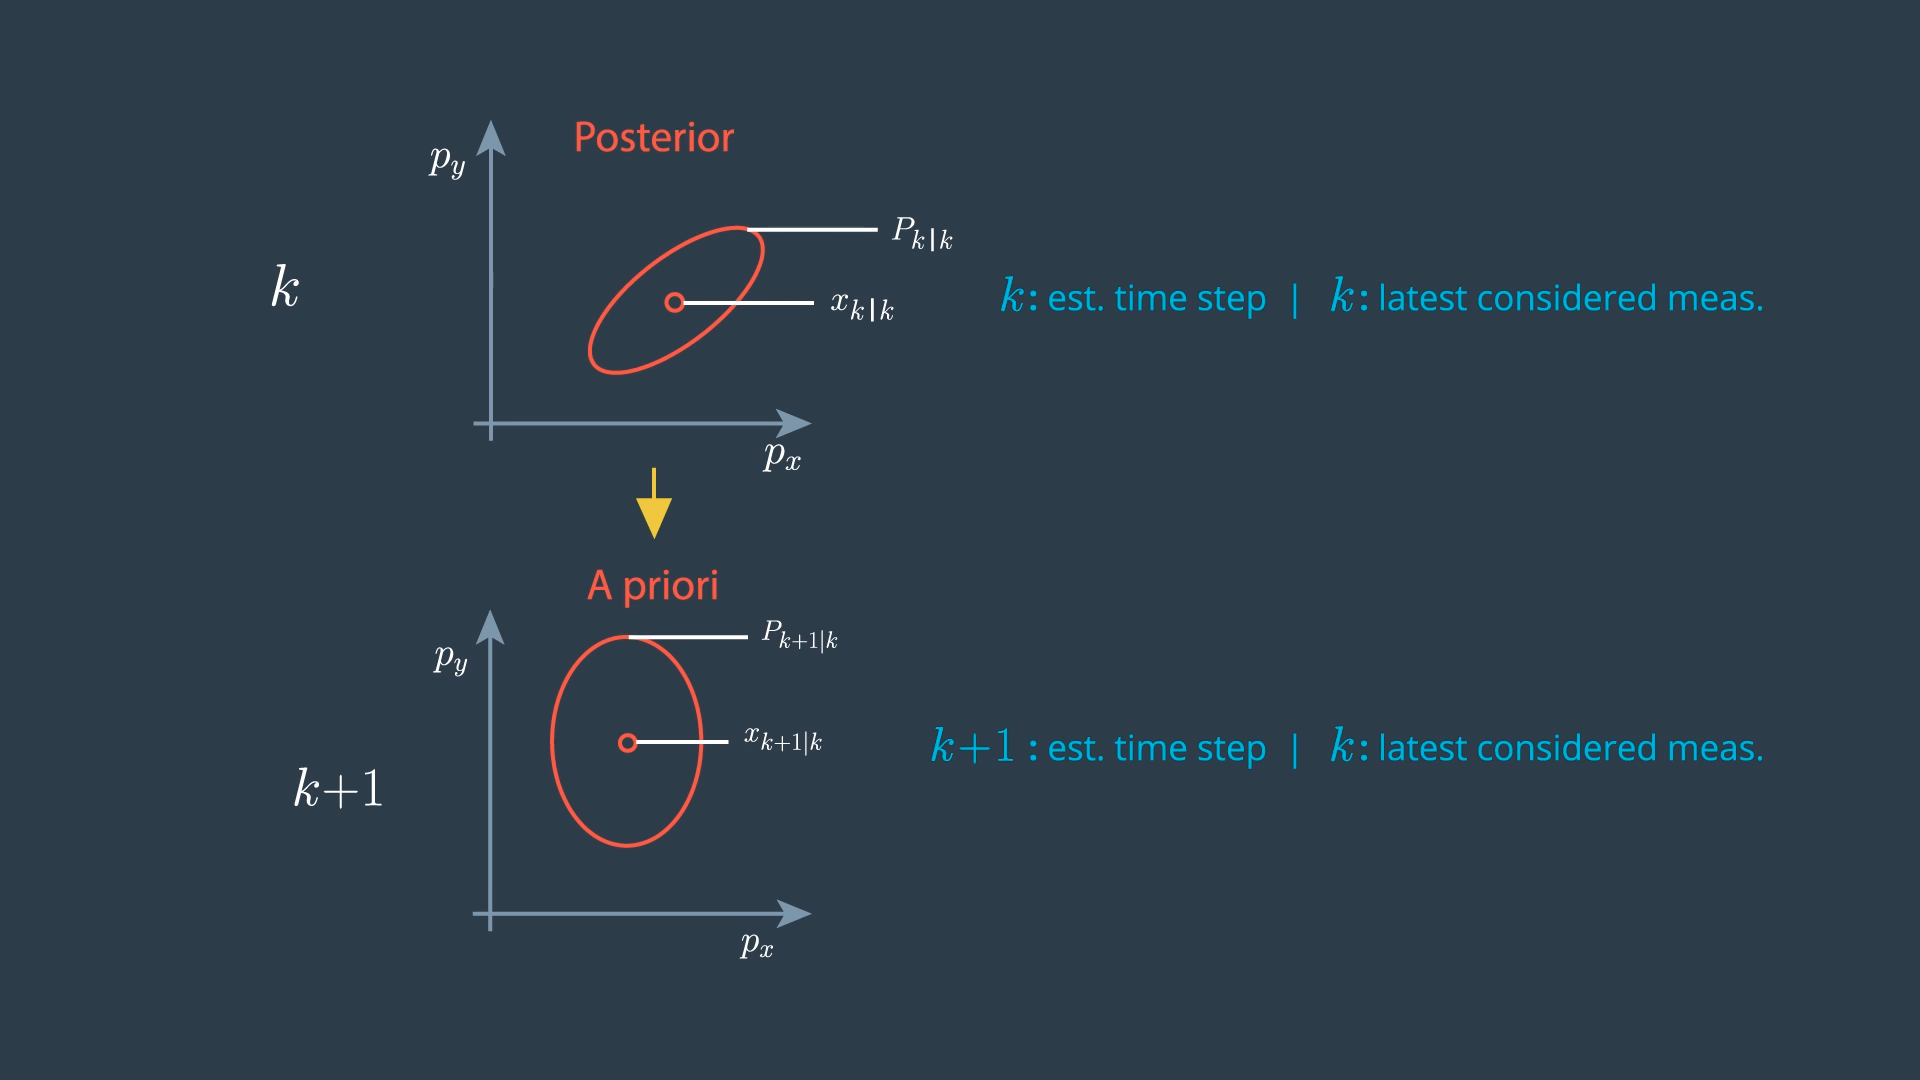 Posterior
p_y
P_{k|k}
k
x_{k|k}
k: est. time step | k: latest considered meas.
p_x
A priori
P_{k+1|k}
p_y
x_{k+1|k}
k+1 : est. time step | k: latest considered meas.
k+1
p_x